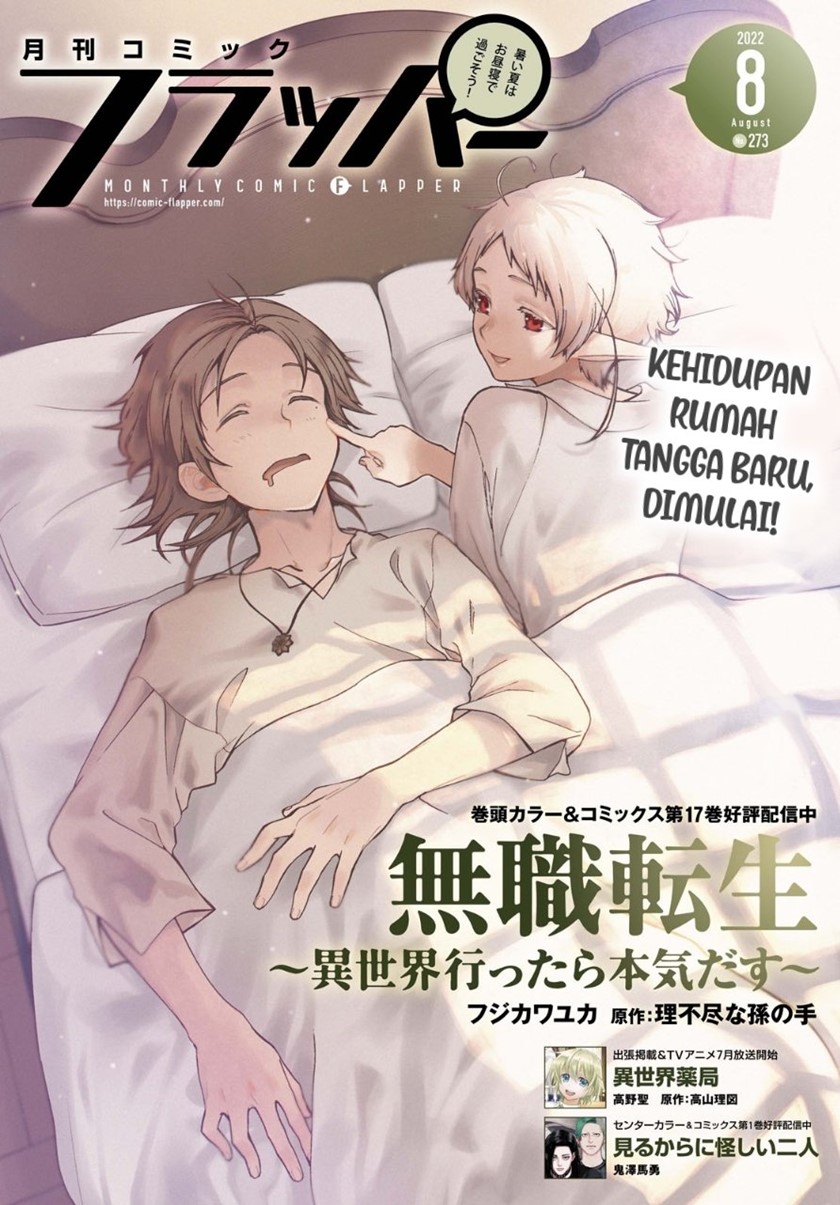 月刊コミック
フラッパー
MONTHLY COMIC FLAPPER
https://comic-flapper.com/
暑い夏は
お昼寝で
過ごそう!
2022
8
August
No. 273
KEHIDUPAN
RUMAH
TANGGA BARU,
DIMULAI!
巻頭カラー&コミックス第17巻好評配信中
無職転生
～異世界行ったら本気だす～
フジカワユカ 原作:理不尽な孫の手
出張掲載&TVアニメ7月放送開始
異世界薬局
高野聖 原作:高山理図
センターカラー&コミックス第1巻好評配信中
見るからに怪しい二人
鬼澤馬勇